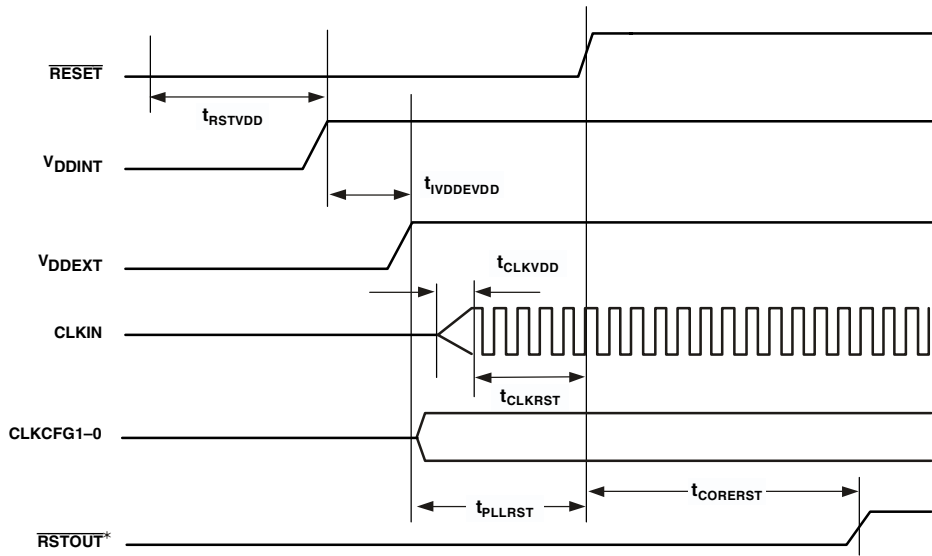 RESET
tRSTVDD
VDDINT
tIVDDEVDD
VDDEXT
tCLKVDD
CLKIN
tCLKRST
CLKCFG1–0
tPLLRST
tCORERST
RSTOUT*